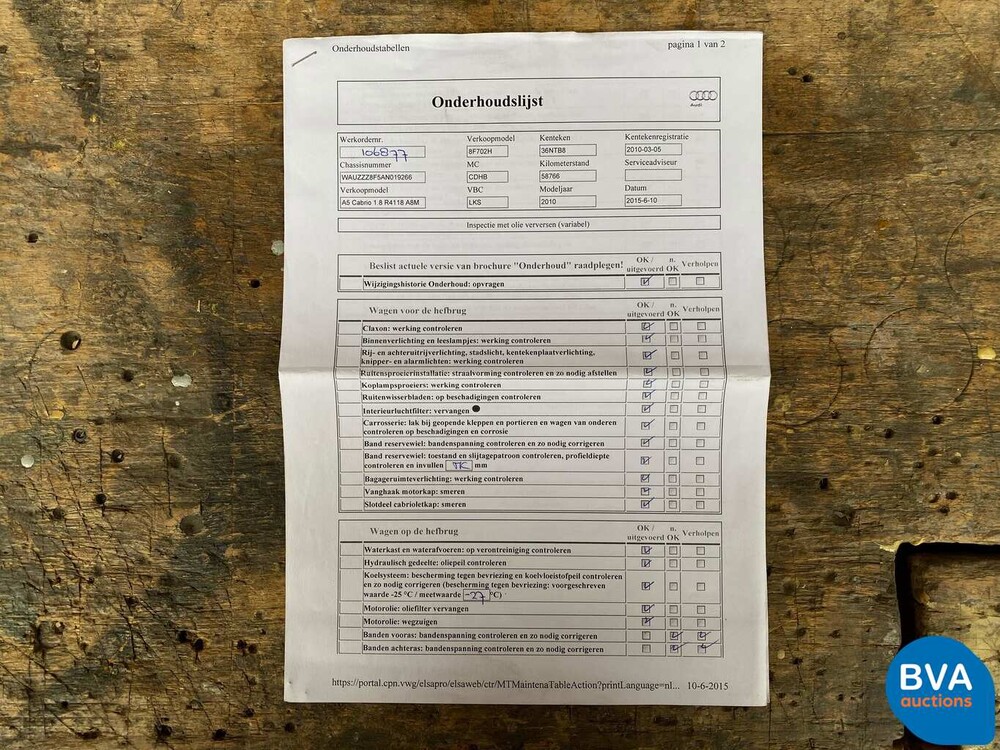 Onderhoudstabellen pagina 1 van 2
Onderhoudslijst
Audi
Werkordernr. Verkoopmodel Kenteken Kentekenregistratie
106877 8F702H 36NTB8 2010-03-05
Chassisnummer MC Kilometerstand Serviceadviseur
WAUZZZ8F5AN019266 CDHB 58766
Verkoopmodel VBC Modeljaar Datum
A5 Cabrio 1.8 R4118 A8M LKS 2010 2015-6-10
Inspectie met olie verversen (variabel)
Beslist actuele versie van brochure "Onderhoud" raadplegen! OK / uitgevoerd n. OK Verholpen
Wijzigingshistorie Onderhoud: opvragen
Wagen voor de hefbrug OK / uitgevoerd n. OK Verholpen
Claxon: werking controleren
Binnenverlichting en leeslampjes: werking controleren
Rij- en achteruitrijverlichting, stadslicht, kentekenplaatverlichting,
knipper- en alarmlichten: werking controleren
Ruitensproeierinstallatie: straalvorming controleren en zo nodig afstellen
Koplampsproeiers: werking controleren
Ruitenwisserbladen: op beschadigingen controleren
Interieurluchtfilter: vervangen
Carrosserie: lak bij geopende kleppen en portieren en wagen van onderen
controleren op beschadigingen en corrosie
Band reservewiel: bandenspanning controleren en zo nodig corrigeren
Band reservewiel: toestand en slijtagepatroon controleren, profieldiepte
controleren en invullen TK mm
Bagageruimteverlichting: werking controleren
Vanghaak motorkap: smeren
Slotdeel cabrioletkap: smeren
Wagen op de hefbrug OK / uitgevoerd n. OK Verholpen
Waterkast en waterafvoeren: op verontreiniging controleren
Hydraulisch gedeelte: oliepeil controleren
Koelsysteem: bescherming tegen bevriezing en koelvloeistofpeil controleren
en zo nodig corrigeren (bescherming tegen bevriezing: voorgeschreven
waarde -25 °C / meetwaarde -27 °C)
Motorolie: oliefilter vervangen
Motorolie: wegzuigen
Banden vooras: bandenspanning controleren en zo nodig corrigeren
Banden achteras: bandenspanning controleren en zo nodig corrigeren
https://portal.cpn.vwg/elsapro/elsaweb/ctr/MTMaintenaTableAction?printLanguage=nl... 10-6-2015
BVA
auctions